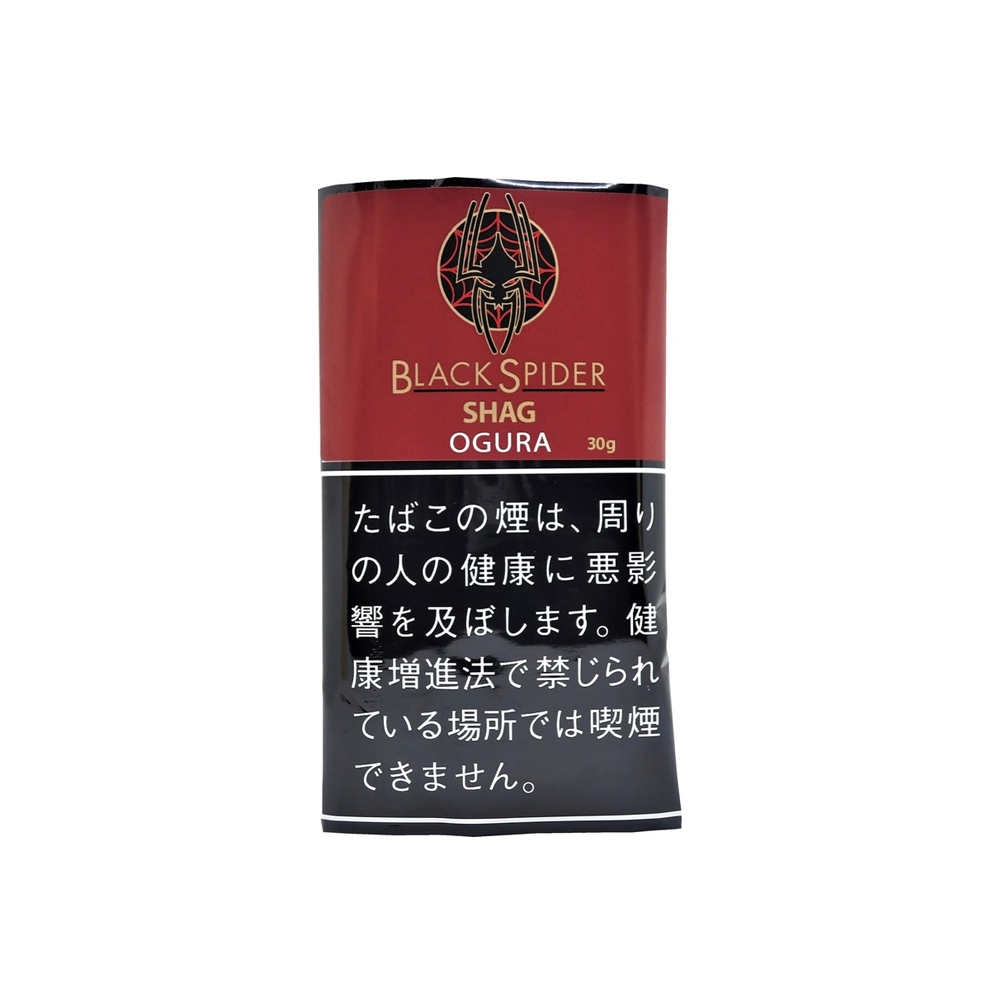 BLACK SPIDER
SHAG
OGURA 30g
たばこの煙は、周り
の人の健康に悪影
響を及ぼします。健
康増進法で禁じられ
ている場所では喫煙
できません。